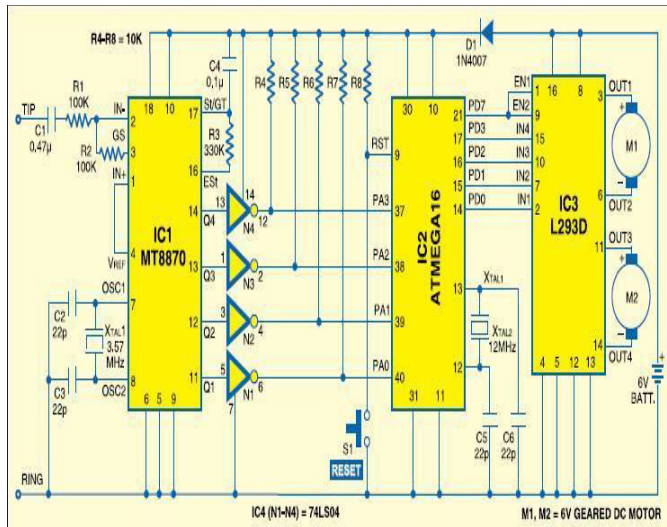 R4–R8 = 10K
C4
0,1µ
D1
1N4007
R4
R5
R6
R7
R8
R1
100K
TIP
C1
0,47µ
R2
100K
IN-
2
GS
3
IN+
1
4
VREF
OSC1
7
C2
22p
XTAL1
3.57
MHz
C3
22p
8
OSC2
18
10
IC1
MT8870
6
5
9
17
St/GT
R3
330K
16
ESt
14
Q4
13
Q3
12
Q2
11
Q1
13
14
12
N4
1
2
N3
3
4
N2
5
6
N1
7
RST
9
PA3
37
PA2
38
PA1
39
PA0
40
30
10
IC2
ATMEGA16
31
11
S1
RESET
PD7
21
PD3
17
PD2
16
PD1
15
PD0
14
13
XTAL1
XTAL2
12MHz
12
C5
22p
C6
22p
EN1
1
EN2
9
IN4
15
IN3
10
IN2
7
IN1
2
16
8
IC3
L293D
4
5
12
13
OUT1
3
+
M1
–
6
OUT2
OUT3
11
+
M2
–
14
OUT4
+
6V
BATT.
RING
IC4 (N1–N4) = 74LS04
M1, M2 = 6V GEARED DC MOTOR